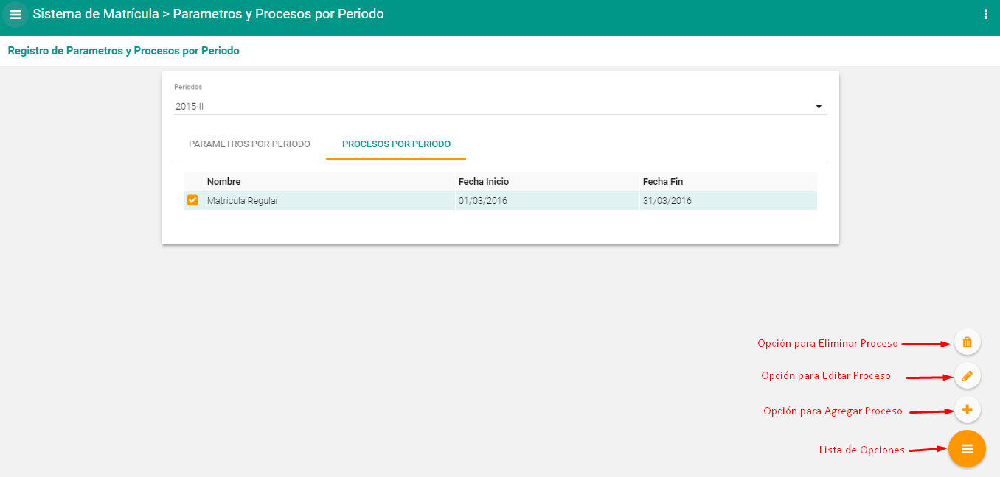 Sistema de Matrícula > Parametros y Procesos por Periodo
Registro de Parametros y Procesos por Periodo
Periodos
2015-II
PARAMETROS POR PERIODO PROCESOS POR PERIODO
Nombre Fecha Inicio Fecha Fin
Matrícula Regular 01/03/2016 31/03/2016
Opción para Eliminar Proceso
Opción para Editar Proceso
Opción para Agregar Proceso
Lista de Opciones